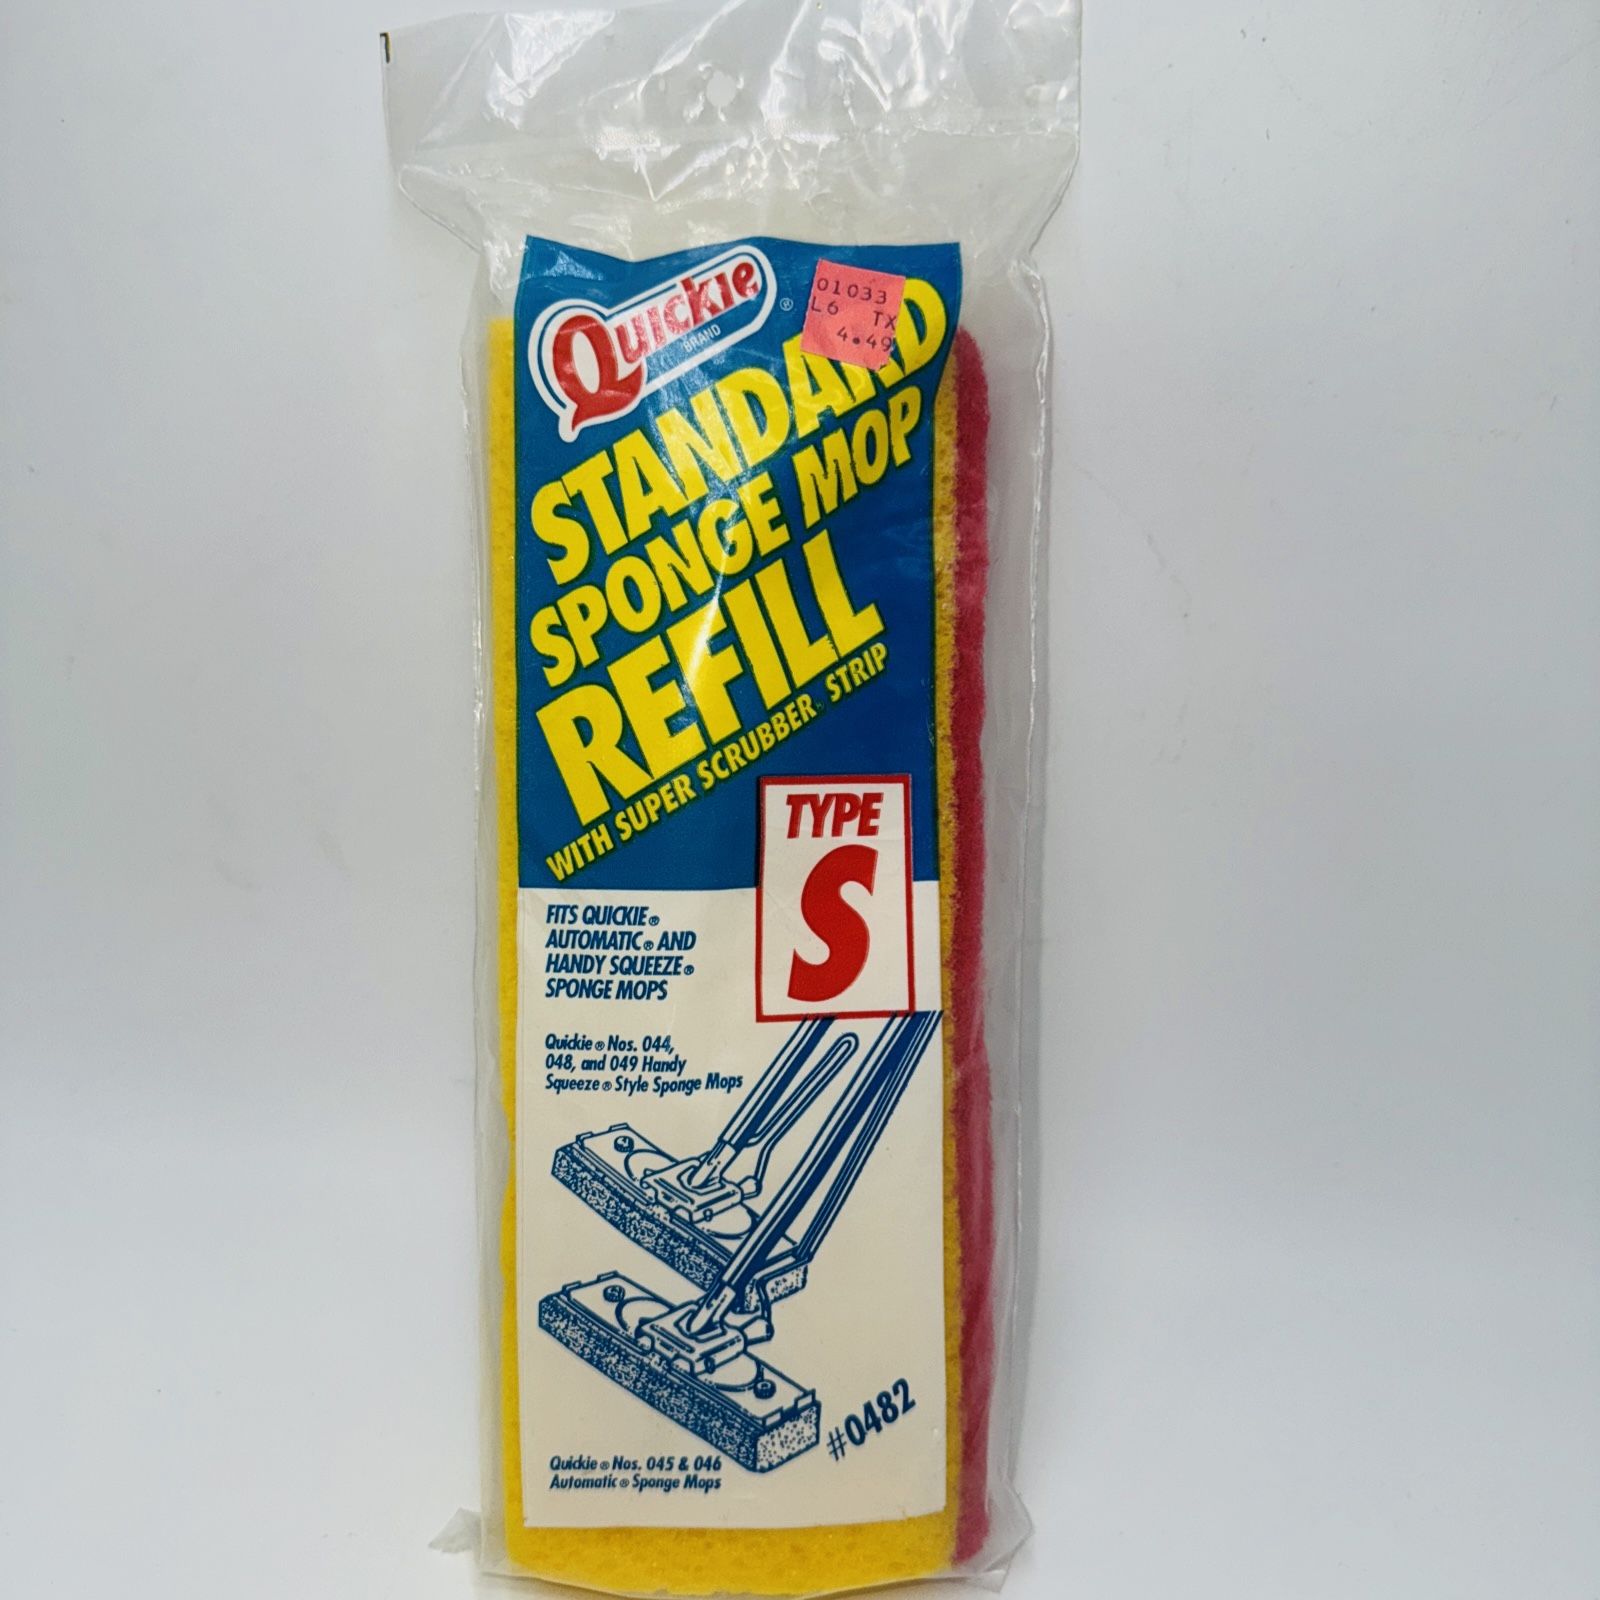 Quickie ®
BRAND
01033
L6 TX
4.49
STANDARD
SPONGE MOP
REFILL
WITH SUPER SCRUBBER STRIP
TYPE
S
FITS QUICKIE®
AUTOMATIC® AND
HANDY SQUEEZE®
SPONGE MOPS
Quickie® Nos. 044,
048, and 049 Handy
Squeeze® Style Sponge Mops
#0482
Quickie® Nos. 045 & 046
Automatic® Sponge Mops